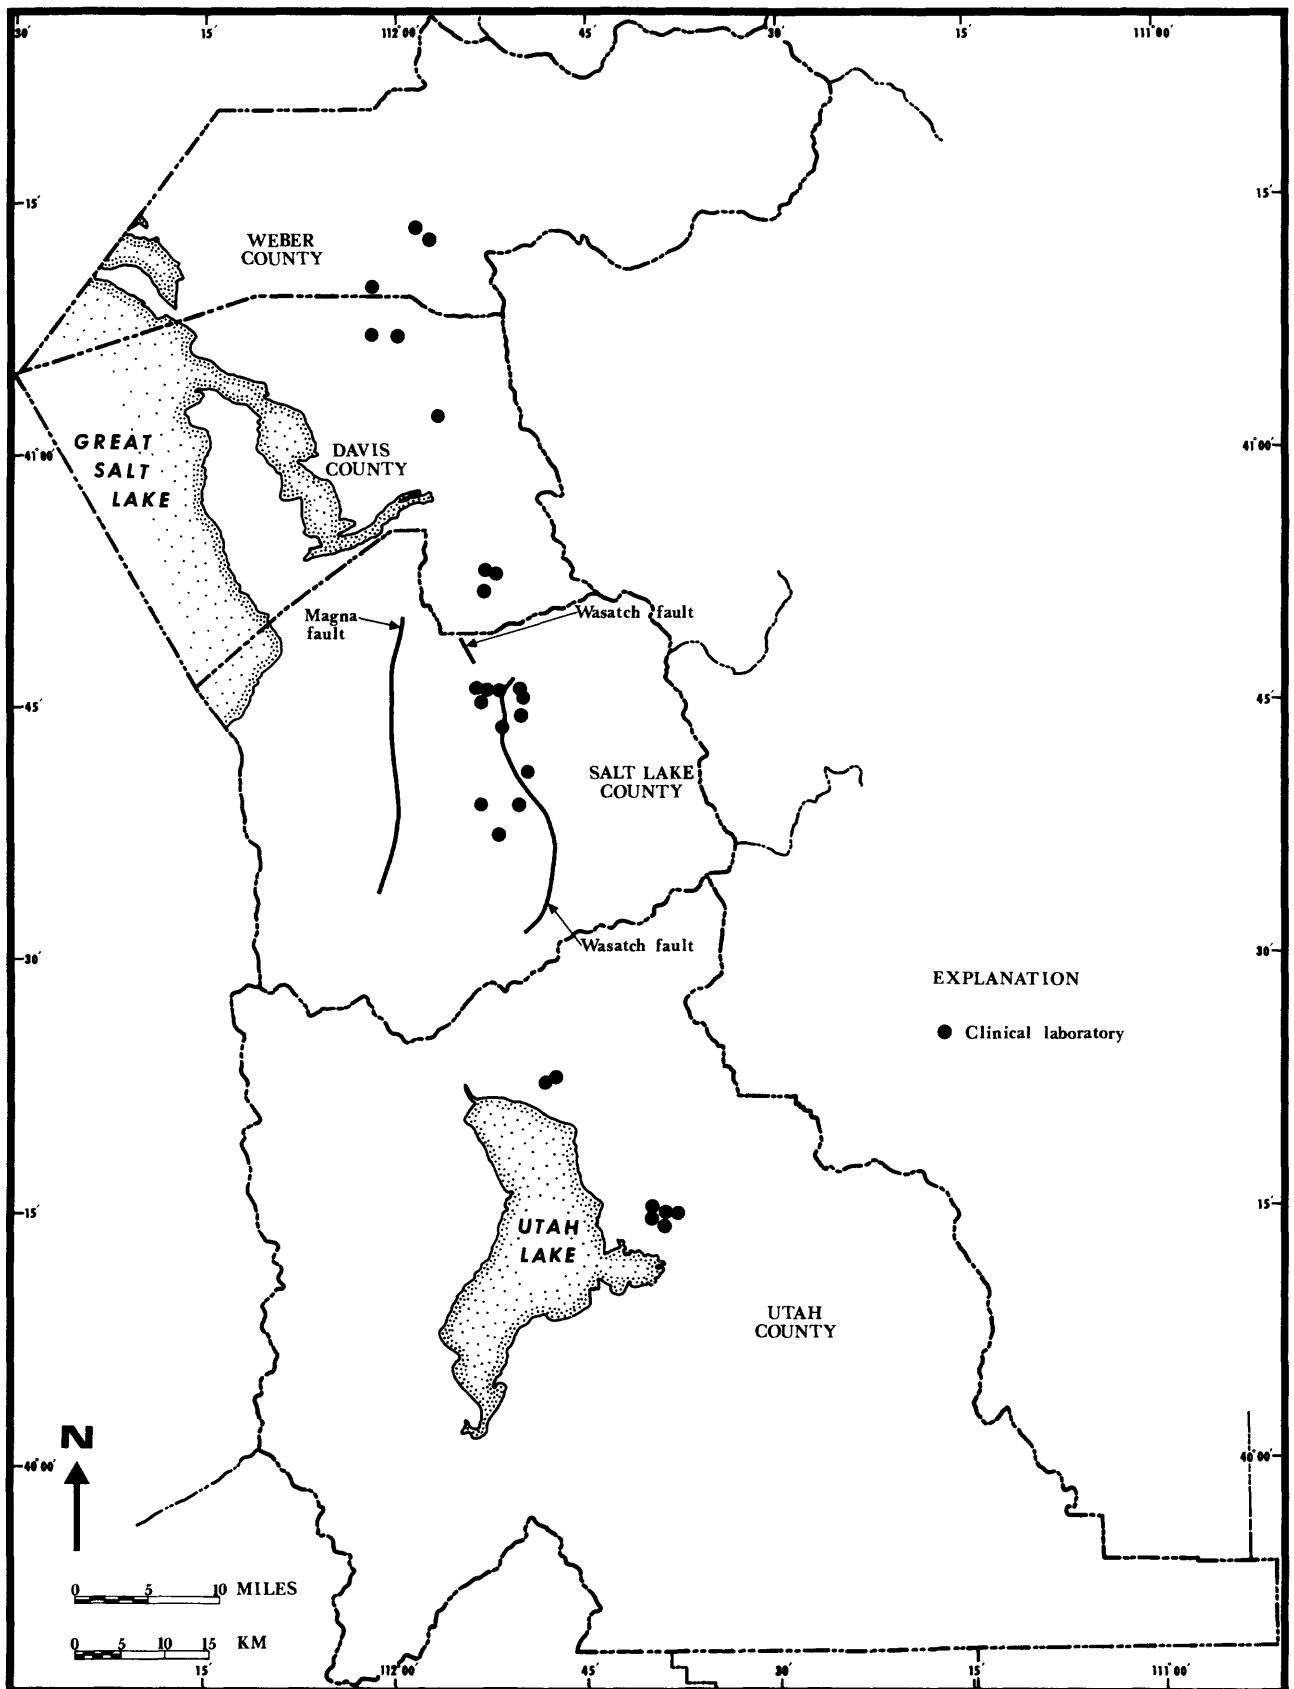 30'
15'
112°00'
45'
30'
15'
111°00'
15'
15'
WEBER
COUNTY
GREAT
SALT
LAKE
41°00'
41°00'
DAVIS
COUNTY
Magna
fault
Wasatch fault
45'
45'
SALT LAKE
COUNTY
Wasatch fault
30'
30'
EXPLANATION
Clinical laboratory
15'
15'
UTAH
LAKE
UTAH
COUNTY
N
40°00'
40°00'
0 5 10 MILES
0 5 10 15 KM
15'
112°00'
45'
30'
15'
111°00'